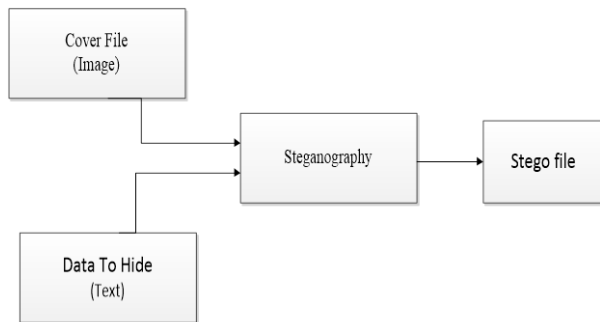 Cover File
(Image)
Steganography
Stego file
Data To Hide
(Text)